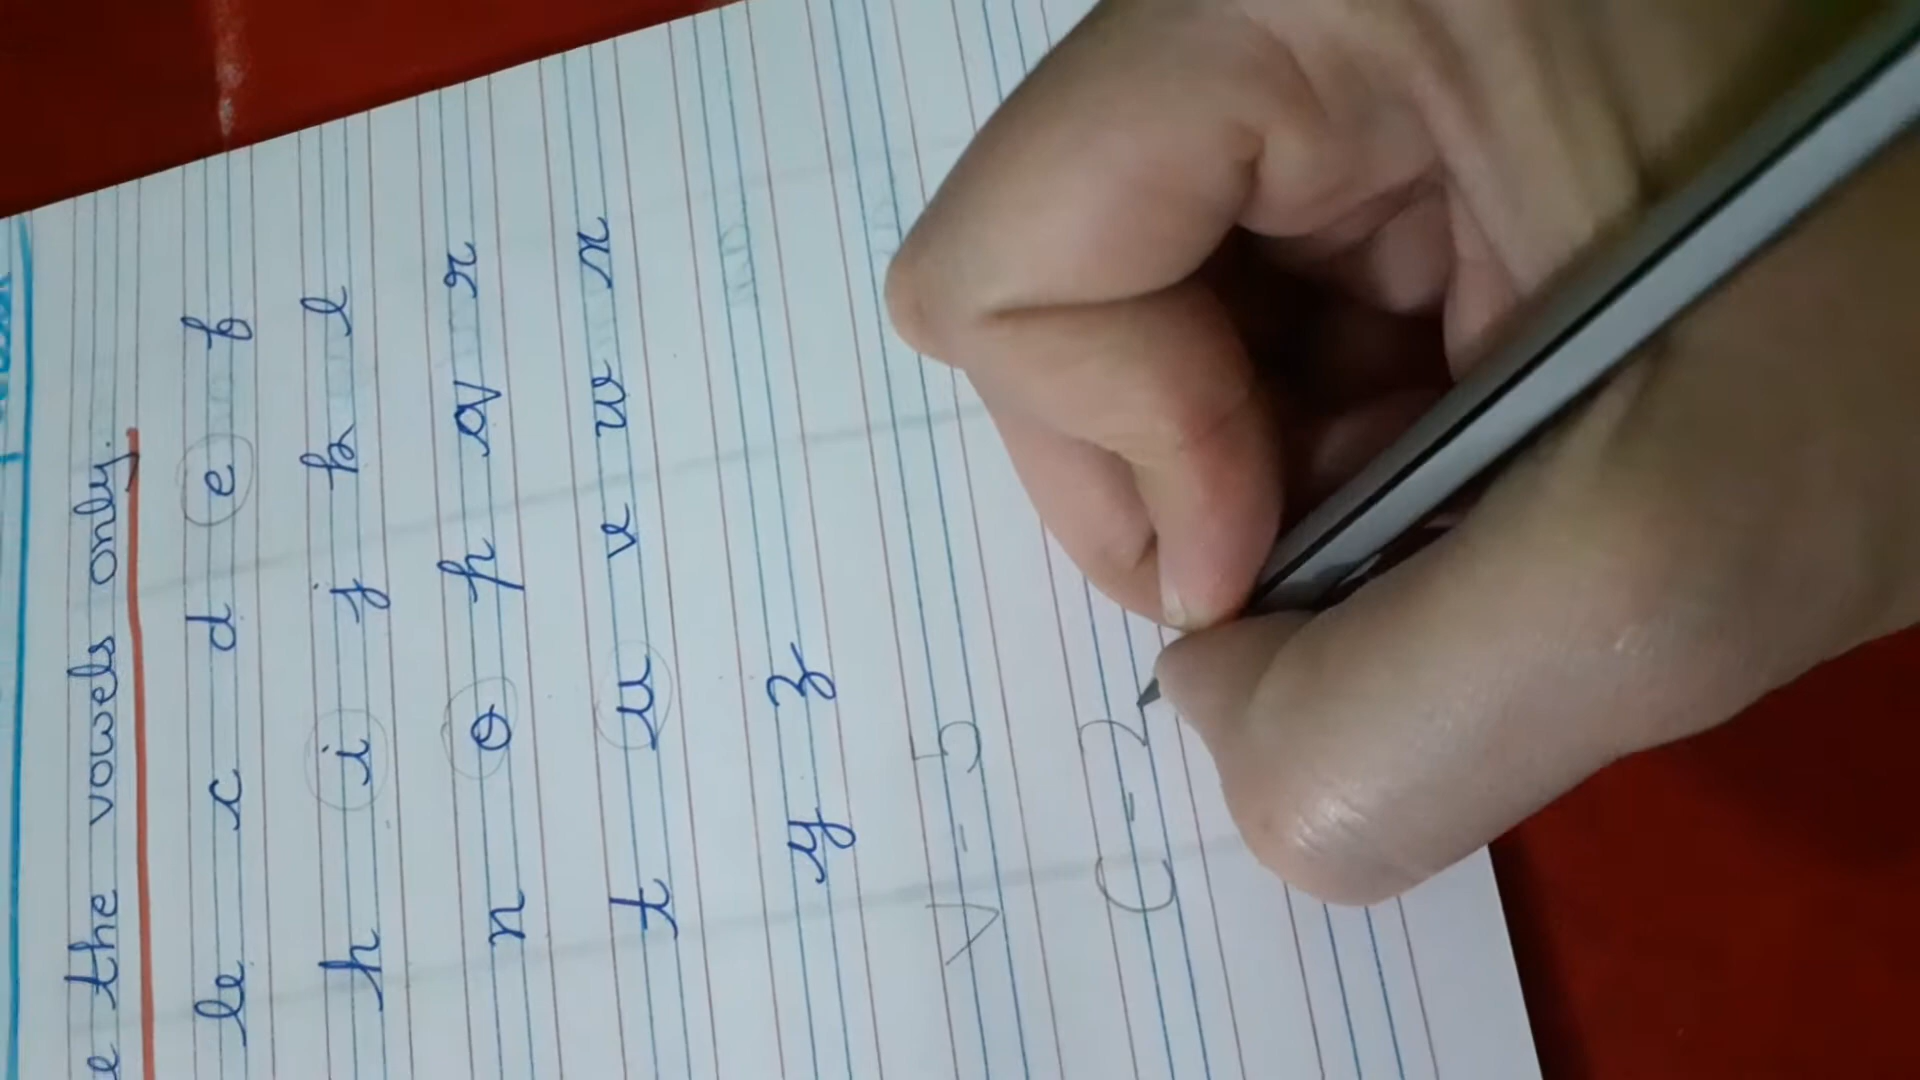 the vowels only.
b c d e f
h i j k l
n o p q r
t u v w x
y z
V - 5
C - 2